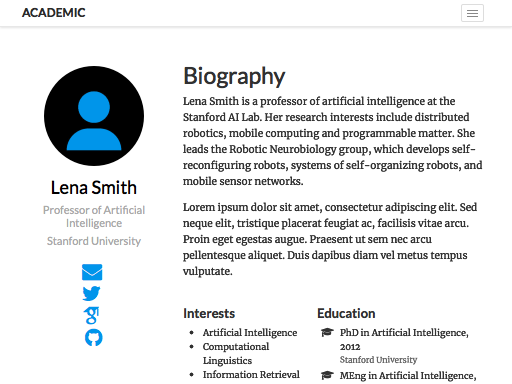 ACADEMIC
Lena Smith
Professor of Artificial
Intelligence
Stanford University
Biography
Lena Smith is a professor of artificial intelligence at the
Stanford AI Lab. Her research interests include distributed
robotics, mobile computing and programmable matter. She
leads the Robotic Neurobiology group, which develops self-
reconfiguring robots, systems of self-organizing robots, and
mobile sensor networks.
Lorem ipsum dolor sit amet, consectetur adipiscing elit. Sed
neque elit, tristique placerat feugiat ac, facilisis vitae arcu.
Proin eget egestas augue. Praesent ut sem nec arcu
pellentesque aliquet. Duis dapibus diam vel metus tempus
vulputate.
Interests
Artificial Intelligence
Computational
Linguistics
Information Retrieval
Education
PhD in Artificial Intelligence,
2012
Stanford University
MEng in Artificial Intelligence,